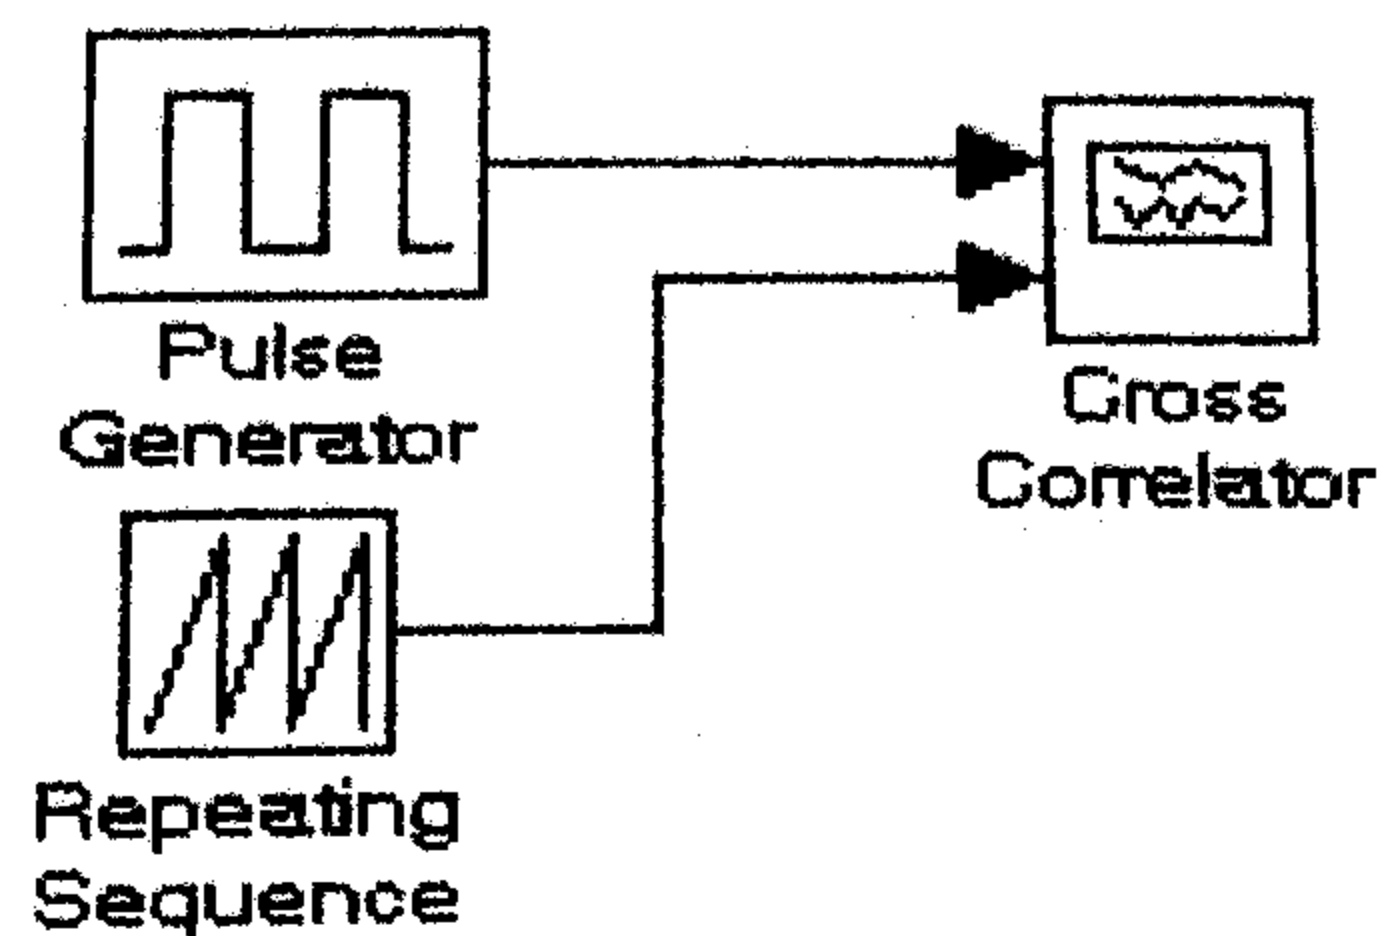 Pulse
Generator
Cross
Correlator
Repeating
Sequence